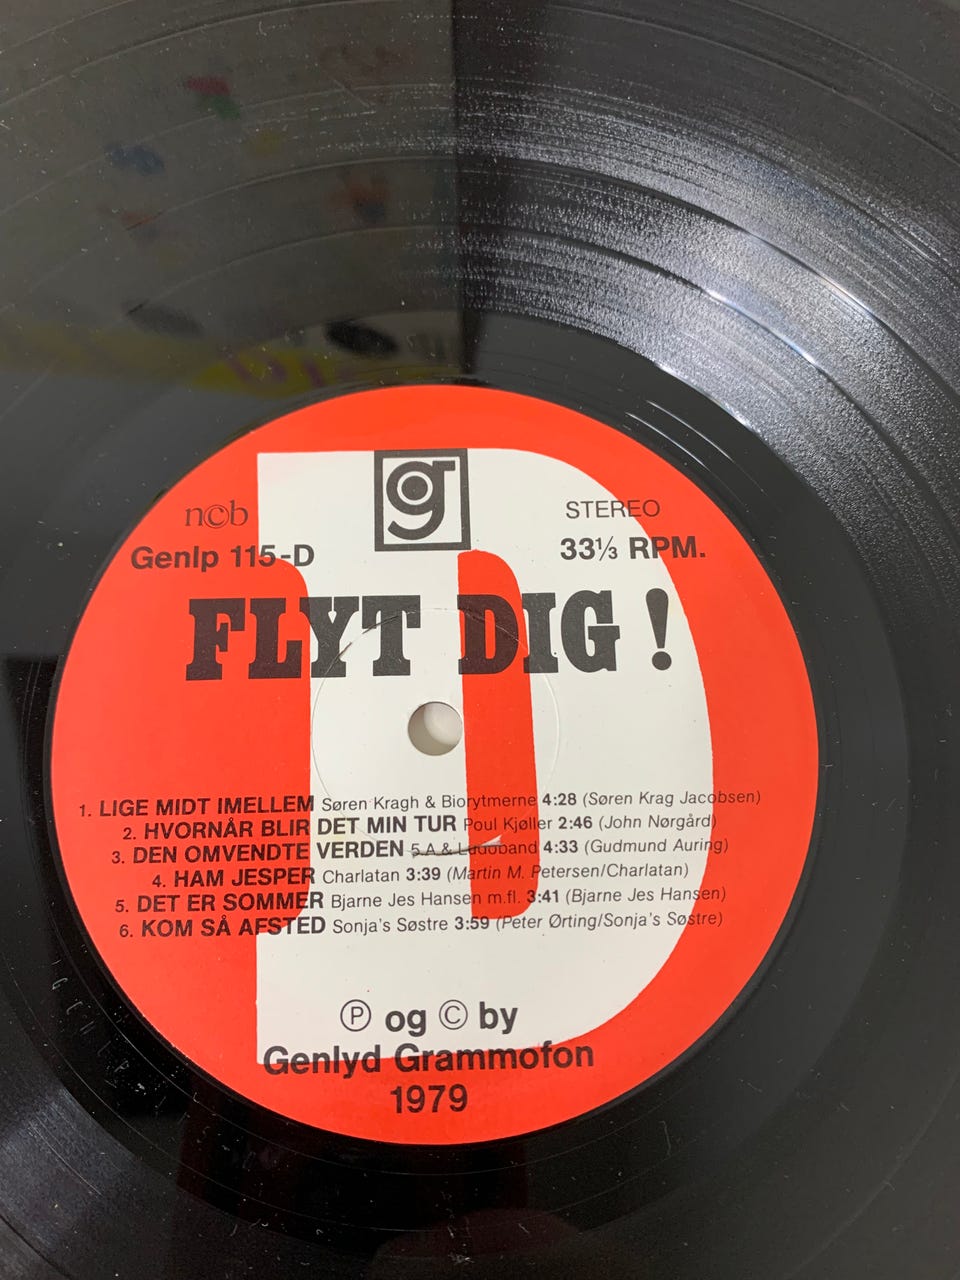 g
n©b
STEREO
Genlp 115-D
33⅓ RPM.
FLYT DIG!
1. LIGE MIDT IMELLEM Søren Kragh & Biorytmerne 4:28 (Søren Krag Jacobsen)
2. HVORNÅR BLIR DET MIN TUR Poul Kjøller 2:46 (John Nørgård)
3. DEN OMVENDTE VERDEN 5.A & Ludoband 4:33 (Gudmund Auring)
4. HAM JESPER Charlatan 3:39 (Martin M. Petersen/Charlatan)
5. DET ER SOMMER Bjarne Jes Hansen m.fl. 3:41 (Bjarne Jes Hansen)
6. KOM SÅ AFSTED Sonja's Søstre 3:59 (Peter Ørting/Sonja's Søstre)
Ⓟ og © by
Genlyd Grammofon
1979
D